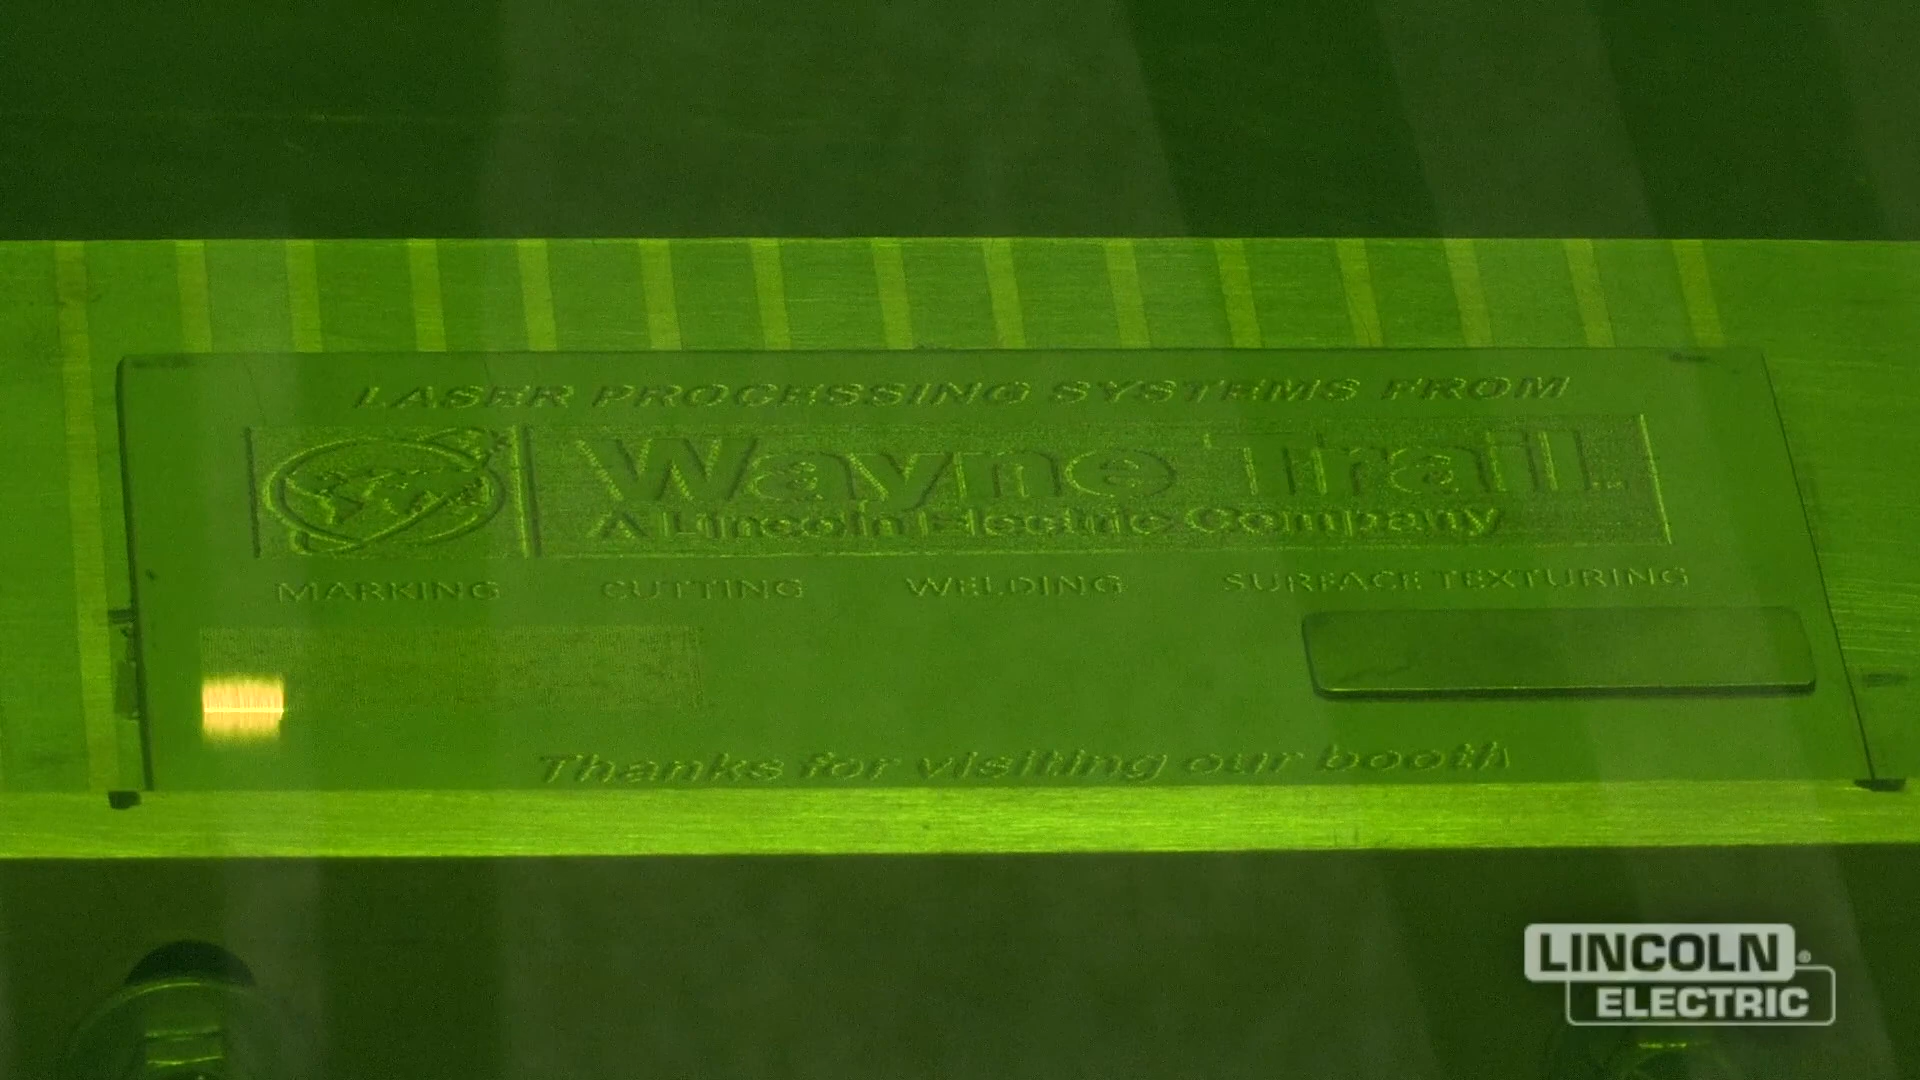 LASER PROCESSING SYSTEMS FROM
Wayne Trail™
A Lincoln Electric Company
MARKING CUTTING WELDING SURFACE TEXTURING
Thanks for visiting our booth
LINCOLN®
ELECTRIC